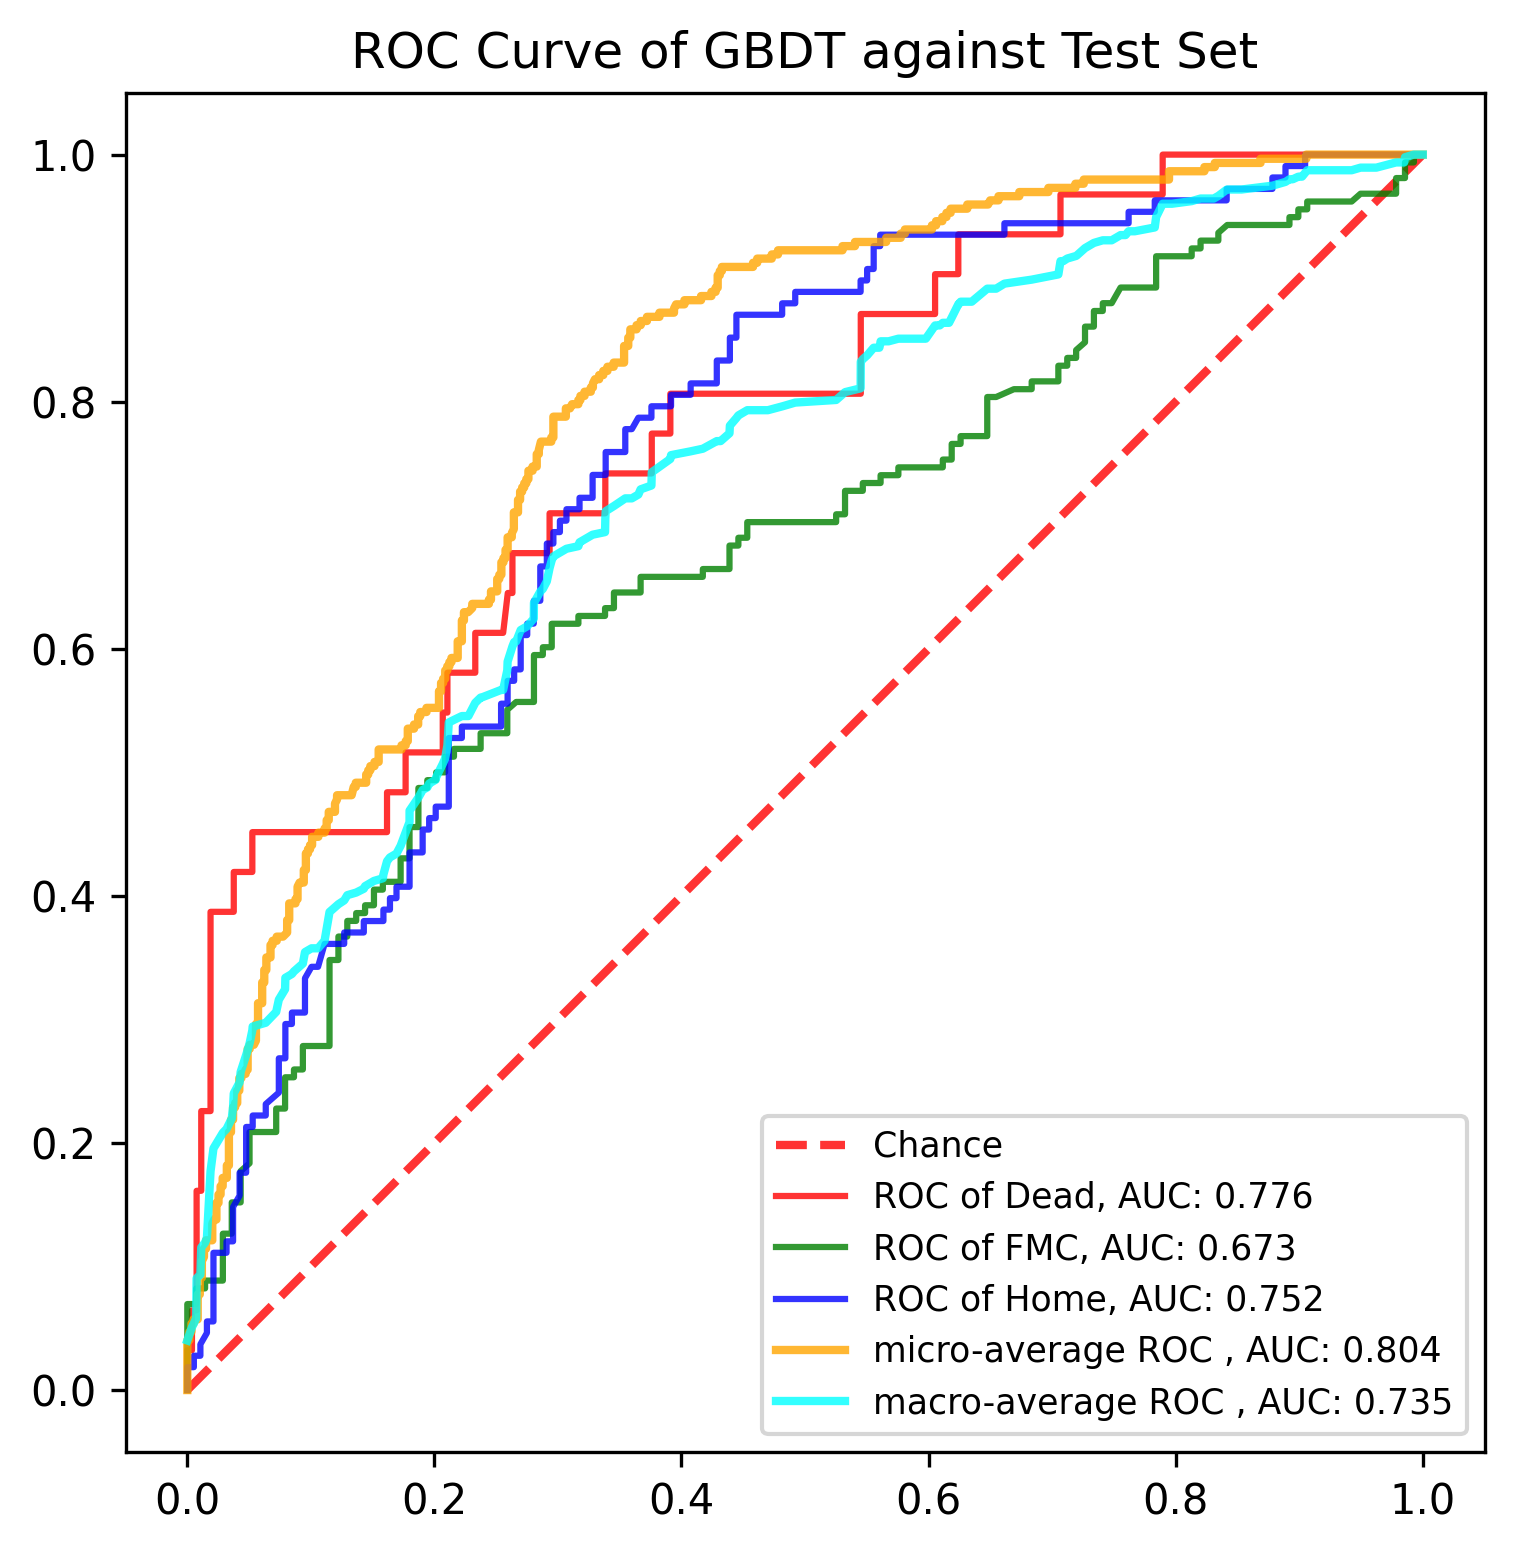 ROC Curve of GBDT against Test Set
1.0
0.8
0.6
0.4
0.2
0.0
Chance
ROC of Dead, AUC: 0.776
ROC of FMC, AUC: 0.673
ROC of Home, AUC: 0.752
micro-average ROC , AUC: 0.804
macro-average ROC , AUC: 0.735
0.0 0.2 0.4 0.6 0.8 1.0